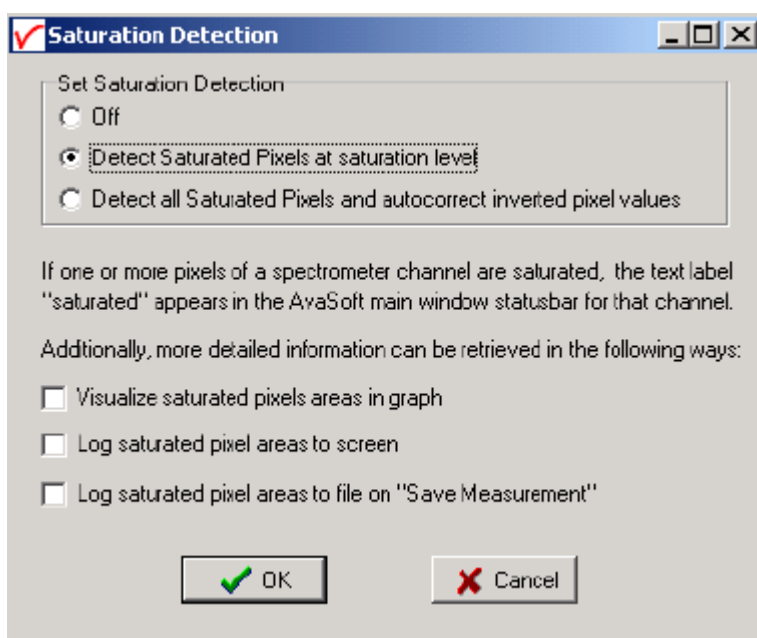 Saturation Detection
Set Saturation Detection
Off
Detect Saturated Pixels at saturation level
Detect all Saturated Pixels and autocorrect inverted pixel values
If one or more pixels of a spectrometer channel are saturated, the text label
"saturated" appears in the AvaSoft main window statusbar for that channel.
Additionally, more detailed information can be retrieved in the following ways:
Visualize saturated pixels areas in graph
Log saturated pixel areas to screen
Log saturated pixel areas to file on "Save Measurement"
OK
Cancel